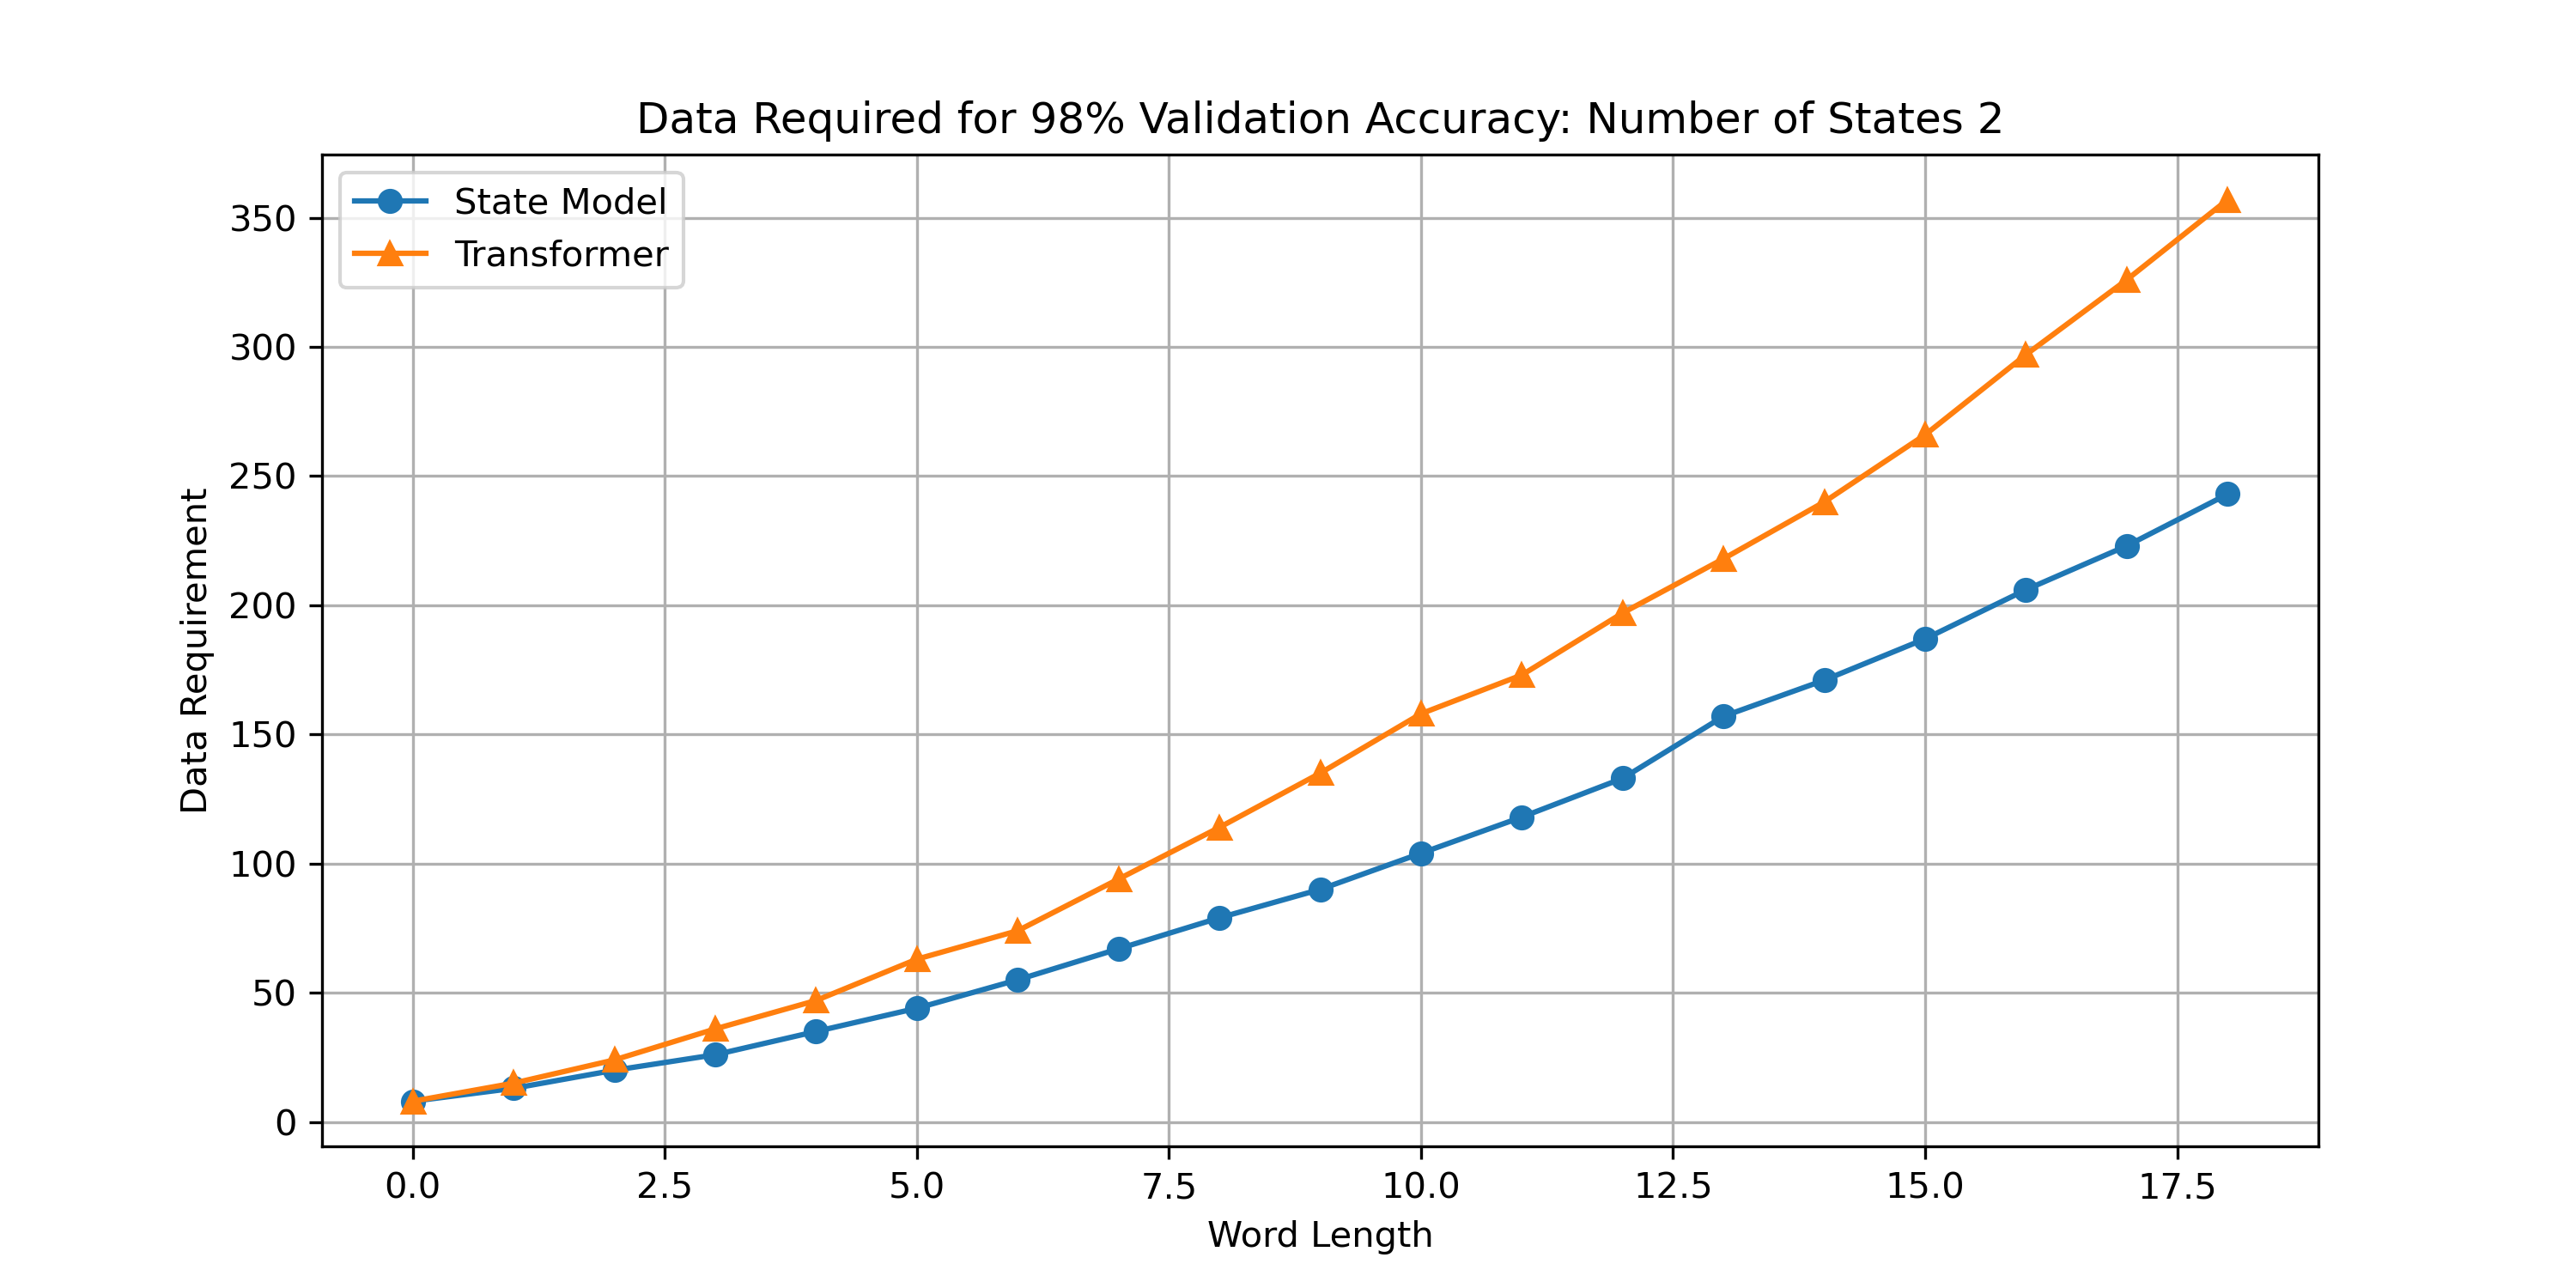 Data Required for 98% Validation Accuracy: Number of States 2
State Model
Transformer
350
300
250
200
150
100
50
0
Data Requirement
0.0 2.5 5.0 7.5 10.0 12.5 15.0 17.5
Word Length